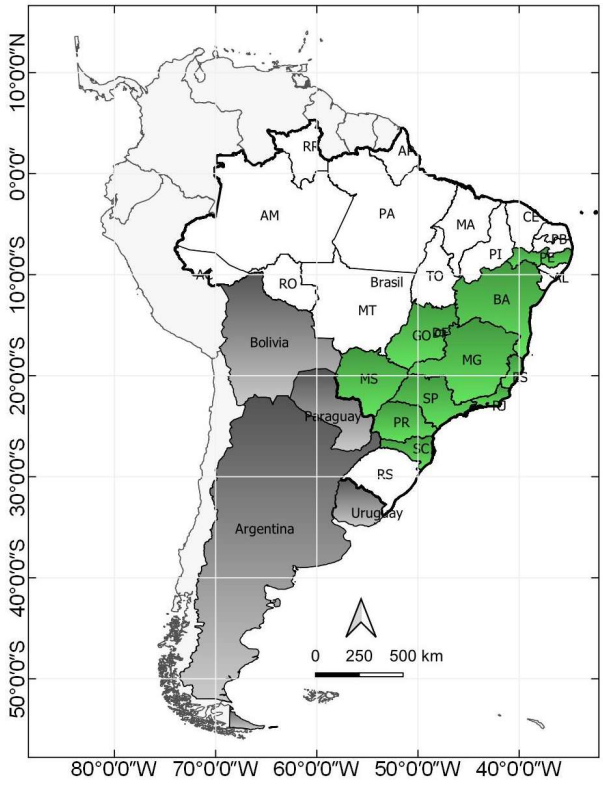 10°0'0"N
0°0'0"
10°0'0"S
20°0'0"S
30°0'0"S
40°0'0"S
50°0'0"S
RR
AP
AM
PA
MA
CE
PB
PI
PE
AL
TO
RO
Brasil
MT
BA
GO
DF
Bolivia
MG
MS
ES
SP
RJ
Paraguay
PR
SC
RS
Uruguay
Argentina
0 250 500 km
80°0'0"W 70°0'0"W 60°0'0"W 50°0'0"W 40°0'0"W